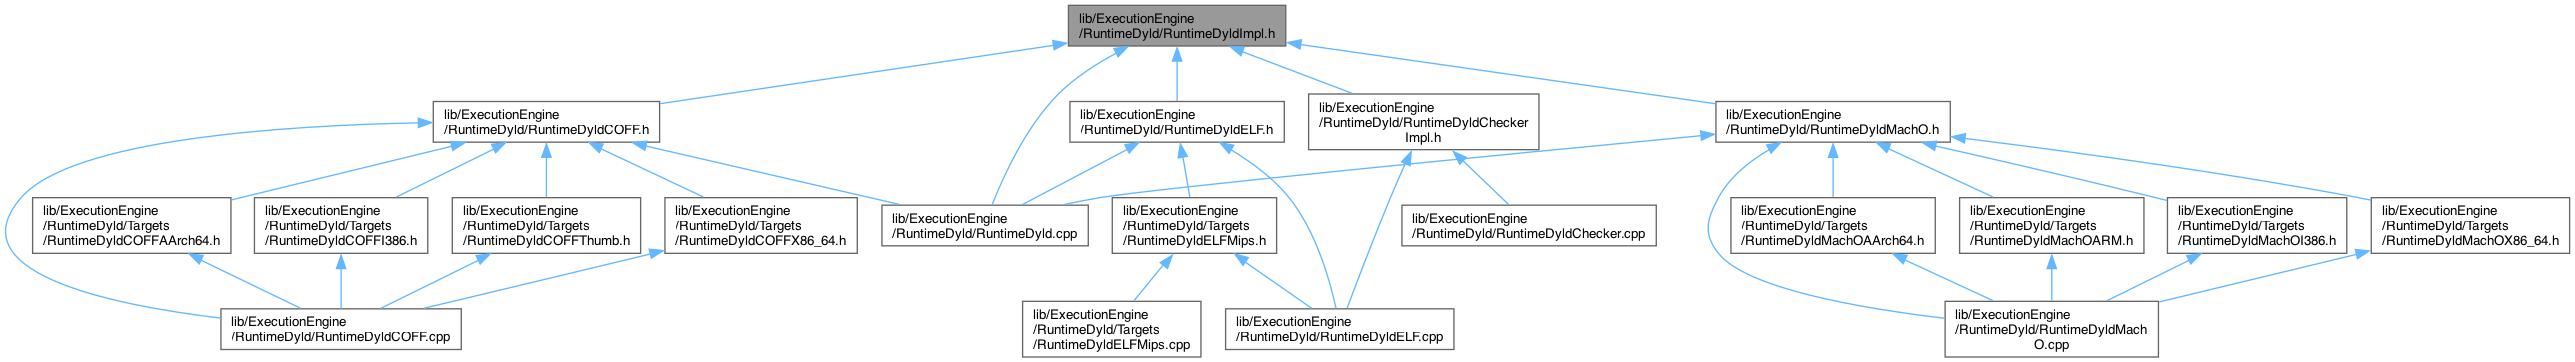 lib/ExecutionEngine
/RuntimeDyld/RuntimeDyldImpl.h
lib/ExecutionEngine
/RuntimeDyld/RuntimeDyldCOFF.h
lib/ExecutionEngine
/RuntimeDyld/RuntimeDyldELF.h
lib/ExecutionEngine
/RuntimeDyld/RuntimeDyldChecker
Impl.h
lib/ExecutionEngine
/RuntimeDyld/RuntimeDyldMachO.h
lib/ExecutionEngine
/RuntimeDyld/Targets
/RuntimeDyldCOFFAArch64.h
lib/ExecutionEngine
/RuntimeDyld/Targets
/RuntimeDyldCOFFI386.h
lib/ExecutionEngine
/RuntimeDyld/Targets
/RuntimeDyldCOFFThumb.h
lib/ExecutionEngine
/RuntimeDyld/Targets
/RuntimeDyldCOFFX86_64.h
lib/ExecutionEngine
/RuntimeDyld/RuntimeDyld.cpp
lib/ExecutionEngine
/RuntimeDyld/Targets
/RuntimeDyldELFMips.h
lib/ExecutionEngine
/RuntimeDyld/RuntimeDyldChecker.cpp
lib/ExecutionEngine
/RuntimeDyld/Targets
/RuntimeDyldMachOAArch64.h
lib/ExecutionEngine
/RuntimeDyld/Targets
/RuntimeDyldMachOARM.h
lib/ExecutionEngine
/RuntimeDyld/Targets
/RuntimeDyldMachOI386.h
lib/ExecutionEngine
/RuntimeDyld/Targets
/RuntimeDyldMachOX86_64.h
lib/ExecutionEngine
/RuntimeDyld/RuntimeDyldCOFF.cpp
lib/ExecutionEngine
/RuntimeDyld/Targets
/RuntimeDyldELFMips.cpp
lib/ExecutionEngine
/RuntimeDyld/RuntimeDyldELF.cpp
lib/ExecutionEngine
/RuntimeDyld/RuntimeDyldMach
O.cpp